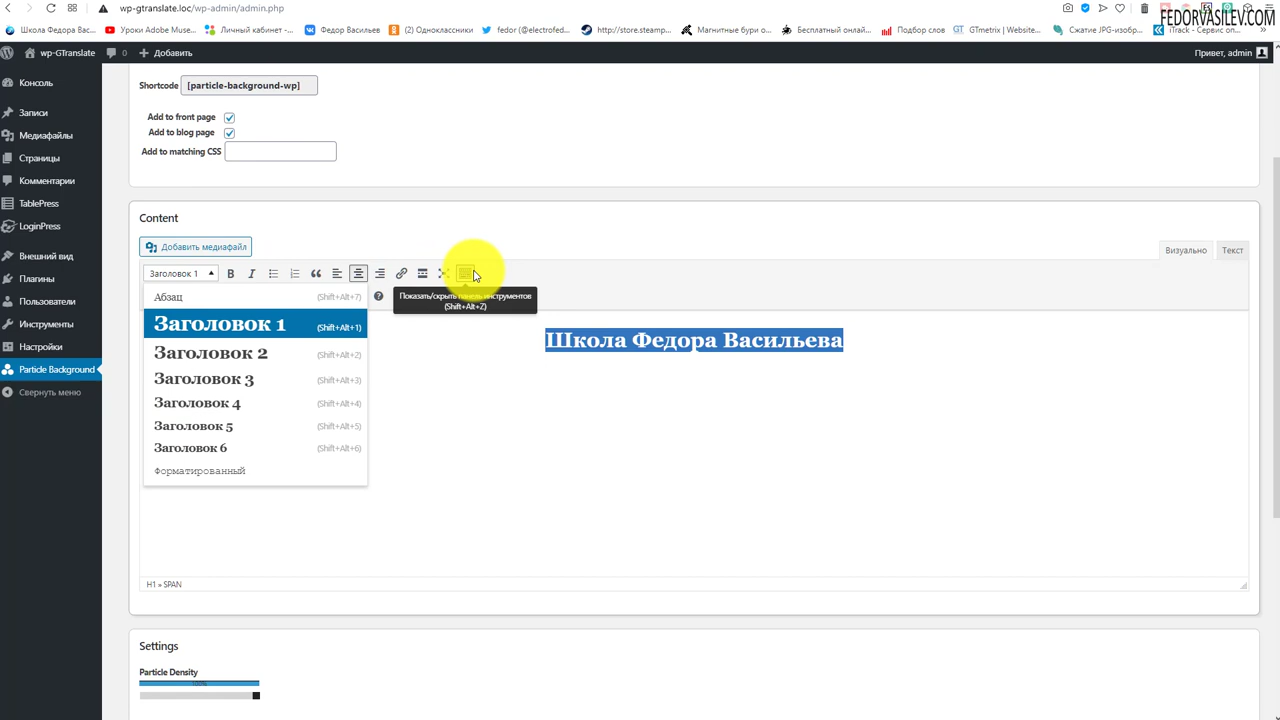 wp-gtranslate.loc/wp-admin/admin.php
FEDORVASILEV.COM
Школа Федора Вас...
Уроки Adobe Muse...
Личный кабинет -...
Федор Васильев
(2) Одноклассники
fedor (@electrofed...
http://store.steamp...
Магнитные бури о...
Бесплатный онлай...
Подбор слов
GTmetrix | Website...
Сжатие JPG-изобр...
iTrack - Сервис оп...
wp-GTranslate
0
Добавить
Привет, admin
Консоль
Записи
Медиафайлы
Страницы
Комментарии
TablePress
LoginPress
Внешний вид
Плагины
Пользователи
Инструменты
Настройки
Particle Background
Свернуть меню
Shortcode [particle-background-wp]
Add to front page
Add to blog page
Add to matching CSS
Content
Добавить медиафайл
Визуально
Текст
Заголовок 1
Показать/скрыть панель инструментов
(Shift+Alt+Z)
Абзац (Shift+Alt+7)
Заголовок 1 (Shift+Alt+1)
Заголовок 2 (Shift+Alt+2)
Заголовок 3 (Shift+Alt+3)
Заголовок 4 (Shift+Alt+4)
Заголовок 5 (Shift+Alt+5)
Заголовок 6 (Shift+Alt+6)
Форматированный
Школа Федора Васильева
H1 » SPAN
Settings
Particle Density
100%